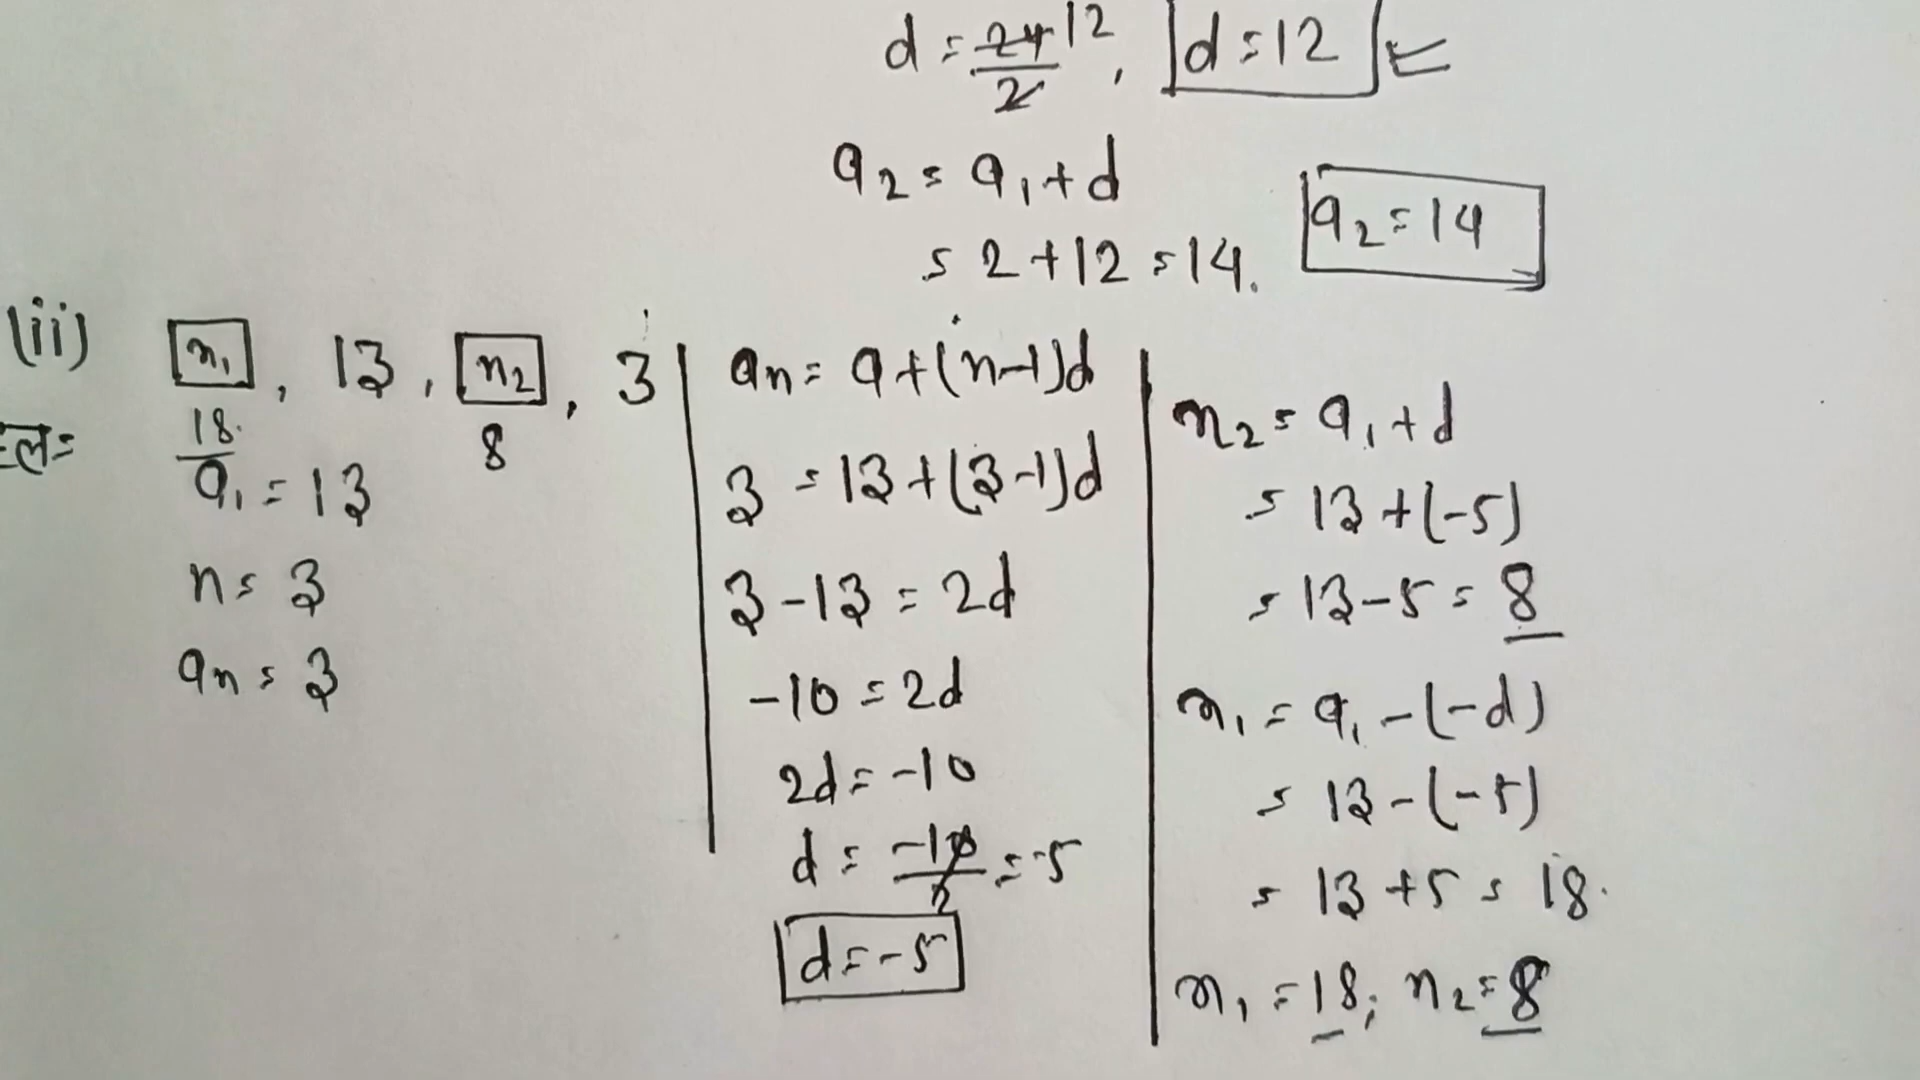 d = 24/2 12, d = 12
a2 = a1 + d
= 2 + 12 = 14.
a2 = 14
(ii) x1, 13, x2, 3
18. 8
हल=
a1 = 13
n = 3
an = 3
an = a + (n-1)d
3 = 13 + (3-1)d
3 - 13 = 2d
-10 = 2d
2d = -10
d = -10/2 = -5
d = -5
x2 = a1 + d
= 13 + (-5)
= 13 - 5 = 8
x1 = a1 - (-d)
= 13 - (-5)
= 13 + 5 = 18.
x1 = 18; x2 = 8